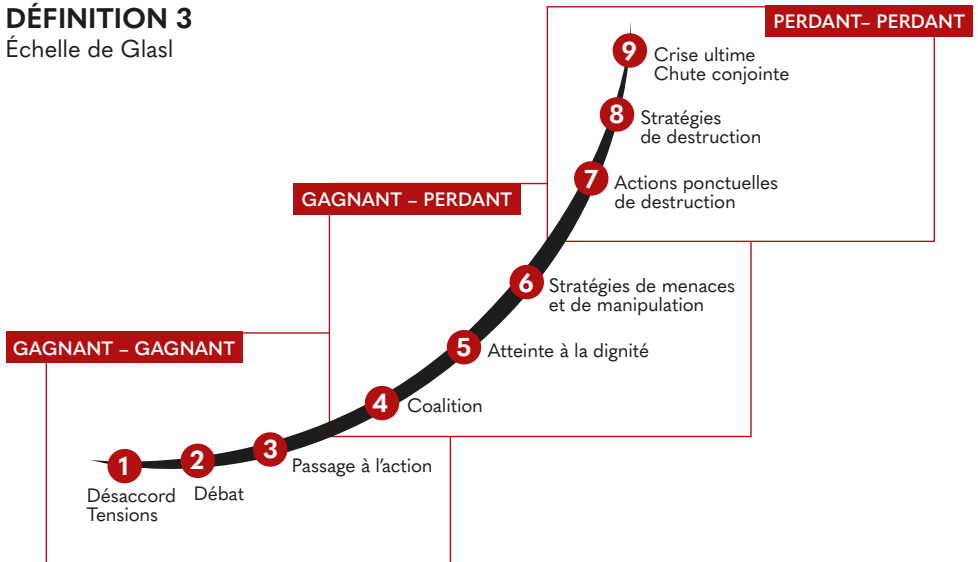 DÉFINITION 3
Échelle de Glasl
PERDANT– PERDANT
9
Crise ultime
Chute conjointe
8
Stratégies
de destruction
7
Actions ponctuelles
de destruction
GAGNANT – PERDANT
6
Stratégies de menaces
et de manipulation
5
Atteinte à la dignité
4
Coalition
GAGNANT – GAGNANT
3
Passage à l’action
2
Débat
1
Désaccord
Tensions